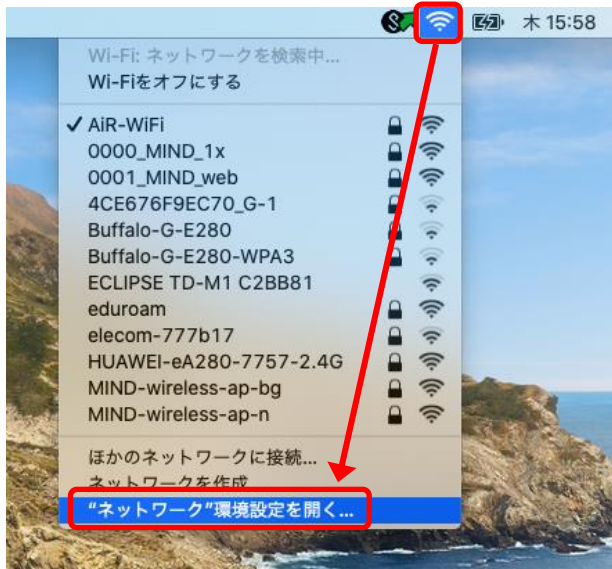 木 15:58
Wi-Fi: ネットワークを検索中...
Wi-Fiをオフにする
✓ AiR-WiFi
0000_MIND_1x
0001_MIND_web
4CE676F9EC70_G-1
Buffalo-G-E280
Buffalo-G-E280-WPA3
ECLIPSE TD-M1 C2BB81
eduroam
elecom-777b17
HUAWEI-eA280-7757-2.4G
MIND-wireless-ap-bg
MIND-wireless-ap-n
ほかのネットワークに接続...
ネットワークを作成
“ネットワーク”環境設定を開く...